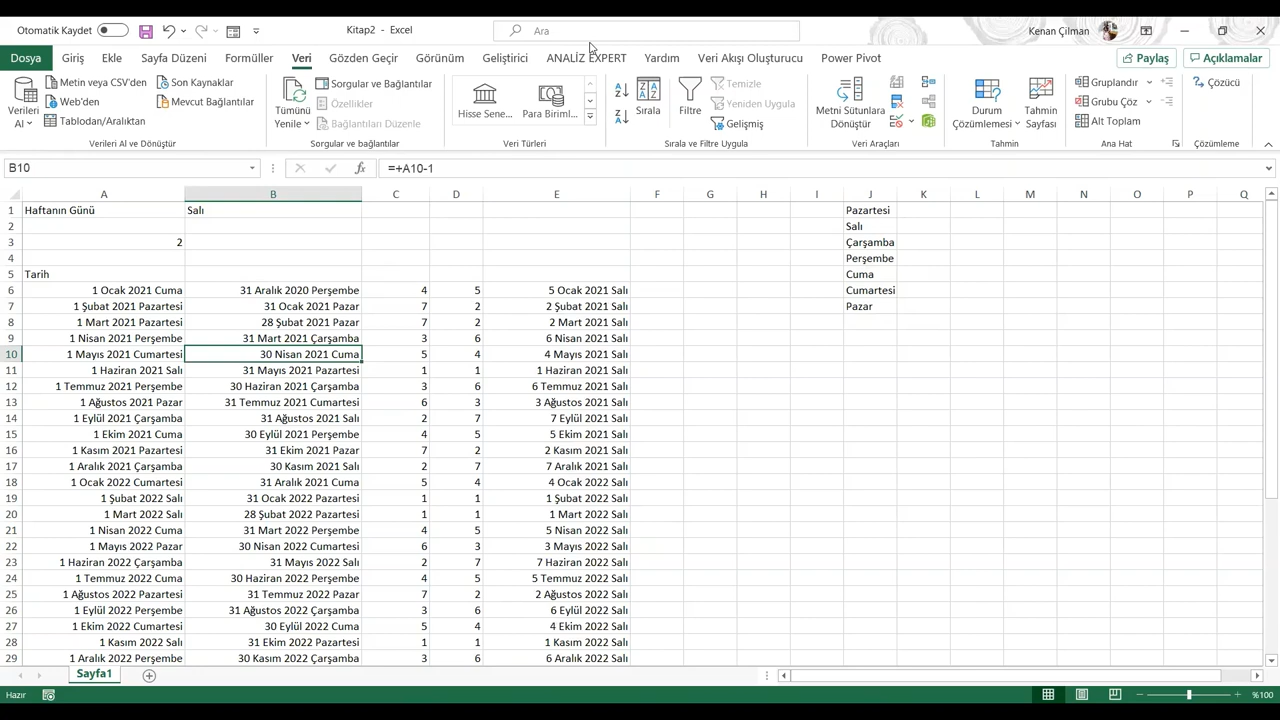 Otomatik Kaydet Kitap2 - Excel Ara Kenan Çilman
Dosya Giriş Ekle Sayfa Düzeni Formüller Veri Gözden Geçir Görünüm Geliştirici ANALİZ EXPERT Yardım Veri Akışı Oluşturucu Power Pivot Paylaş Açıklamalar
Verileri Al
Metin veya CSV'den
Web'den
Tablodan/Aralıktan
Son Kaynaklar
Mevcut Bağlantılar
Verileri Al ve Dönüştür
Tümünü Yenile
Sorgular ve Bağlantılar
Özellikler
Bağlantıları Düzenle
Sorgular ve bağlantılar
Hisse Sene...
Para Biriml...
Veri Türleri
Sırala
Filtre
Temizle
Yeniden Uygula
Gelişmiş
Sırala ve Filtre Uygula
Metni Sütunlara Dönüştür
Veri Araçları
Durum Çözümlemesi
Tahmin Sayfası
Tahmin
Gruplandır
Grubu Çöz
Alt Toplam
Ana Hat
Çözücü
Çözümleme
B10 fx =+A10-1
A B C D E F G H I J K L M N O P Q
1 Haftanın Günü Salı Pazartesi
2 Salı
3 2 Çarşamba
4 Perşembe
5 Tarih Cuma
6 1 Ocak 2021 Cuma 31 Aralık 2020 Perşembe 4 5 5 Ocak 2021 Salı Cumartesi
7 1 Şubat 2021 Pazartesi 31 Ocak 2021 Pazar 7 2 2 Şubat 2021 Salı Pazar
8 1 Mart 2021 Pazartesi 28 Şubat 2021 Pazar 7 2 2 Mart 2021 Salı
9 1 Nisan 2021 Perşembe 31 Mart 2021 Çarşamba 3 6 6 Nisan 2021 Salı
10 1 Mayıs 2021 Cumartesi 30 Nisan 2021 Cuma 5 4 4 Mayıs 2021 Salı
11 1 Haziran 2021 Salı 31 Mayıs 2021 Pazartesi 1 1 1 Haziran 2021 Salı
12 1 Temmuz 2021 Perşembe 30 Haziran 2021 Çarşamba 3 6 6 Temmuz 2021 Salı
13 1 Ağustos 2021 Pazar 31 Temmuz 2021 Cumartesi 6 3 3 Ağustos 2021 Salı
14 1 Eylül 2021 Çarşamba 31 Ağustos 2021 Salı 2 7 7 Eylül 2021 Salı
15 1 Ekim 2021 Cuma 30 Eylül 2021 Perşembe 4 5 5 Ekim 2021 Salı
16 1 Kasım 2021 Pazartesi 31 Ekim 2021 Pazar 7 2 2 Kasım 2021 Salı
17 1 Aralık 2021 Çarşamba 30 Kasım 2021 Salı 2 7 7 Aralık 2021 Salı
18 1 Ocak 2022 Cumartesi 31 Aralık 2021 Cuma 5 4 4 Ocak 2022 Salı
19 1 Şubat 2022 Salı 31 Ocak 2022 Pazartesi 1 1 1 Şubat 2022 Salı
20 1 Mart 2022 Salı 28 Şubat 2022 Pazartesi 1 1 1 Mart 2022 Salı
21 1 Nisan 2022 Cuma 31 Mart 2022 Perşembe 4 5 5 Nisan 2022 Salı
22 1 Mayıs 2022 Pazar 30 Nisan 2022 Cumartesi 6 3 3 Mayıs 2022 Salı
23 1 Haziran 2022 Çarşamba 31 Mayıs 2022 Salı 2 7 7 Haziran 2022 Salı
24 1 Temmuz 2022 Cuma 30 Haziran 2022 Perşembe 4 5 5 Temmuz 2022 Salı
25 1 Ağustos 2022 Pazartesi 31 Temmuz 2022 Pazar 7 2 2 Ağustos 2022 Salı
26 1 Eylül 2022 Perşembe 31 Ağustos 2022 Çarşamba 3 6 6 Eylül 2022 Salı
27 1 Ekim 2022 Cumartesi 30 Eylül 2022 Cuma 5 4 4 Ekim 2022 Salı
28 1 Kasım 2022 Salı 31 Ekim 2022 Pazartesi 1 1 1 Kasım 2022 Salı
29 1 Aralık 2022 Perşembe 30 Kasım 2022 Çarşamba 3 6 6 Aralık 2022 Salı
Sayfa1
Hazır %100